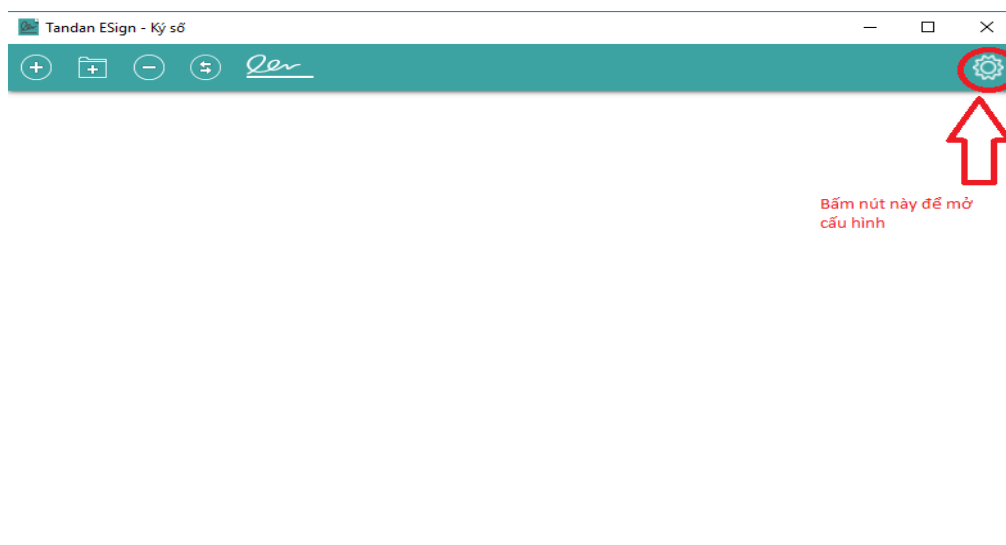 Tandan ESign - Ký số
Bấm nút này để mở
cấu hình